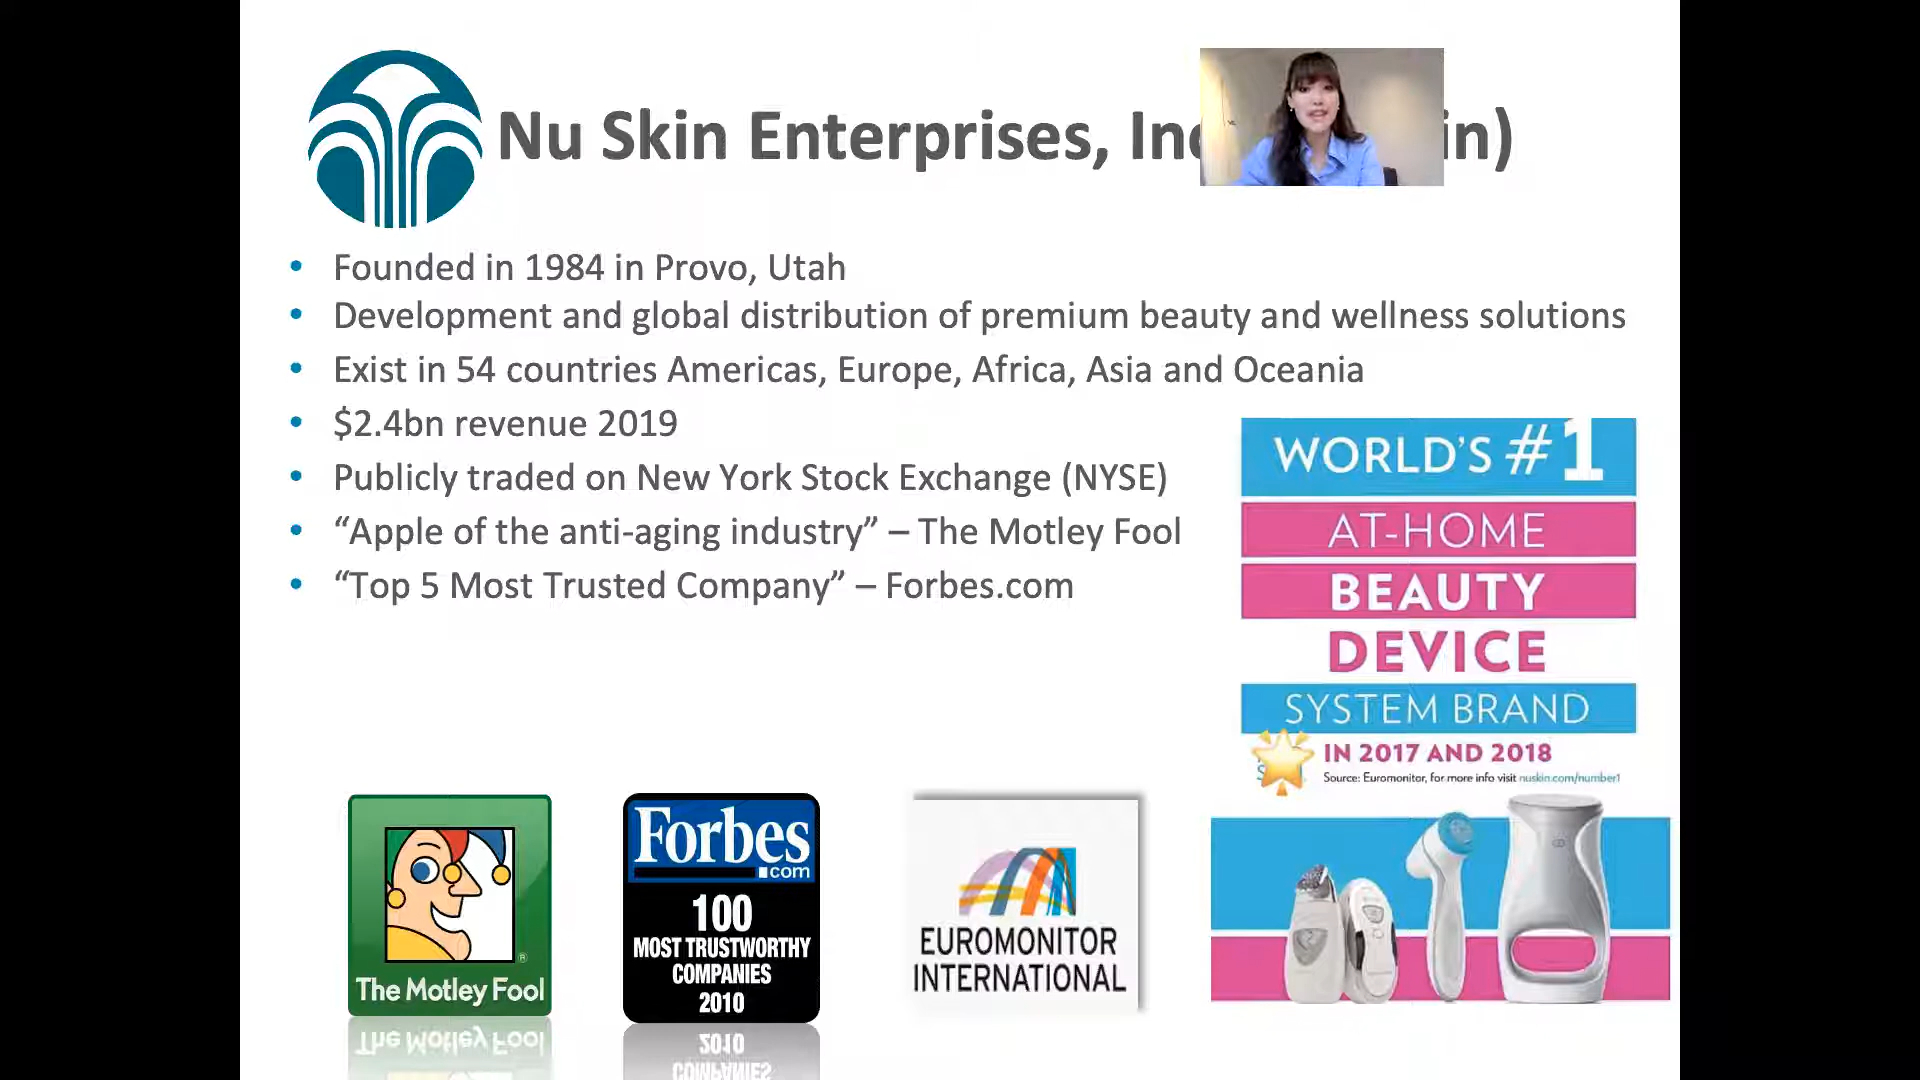 Nu Skin Enterprises, Inc in)
• Founded in 1984 in Provo, Utah
• Development and global distribution of premium beauty and wellness solutions
• Exist in 54 countries Americas, Europe, Africa, Asia and Oceania
• $2.4bn revenue 2019
• Publicly traded on New York Stock Exchange (NYSE)
• “Apple of the anti-aging industry” – The Motley Fool
• “Top 5 Most Trusted Company” – Forbes.com
WORLD'S #1
AT-HOME
BEAUTY
DEVICE
SYSTEM BRAND
IN 2017 AND 2018
Source: Euromonitor, for more info visit nuskin.com/number1
The Motley Fool
Forbes
.com
100
MOST TRUSTWORTHY
COMPANIES
2010
EUROMONITOR
INTERNATIONAL